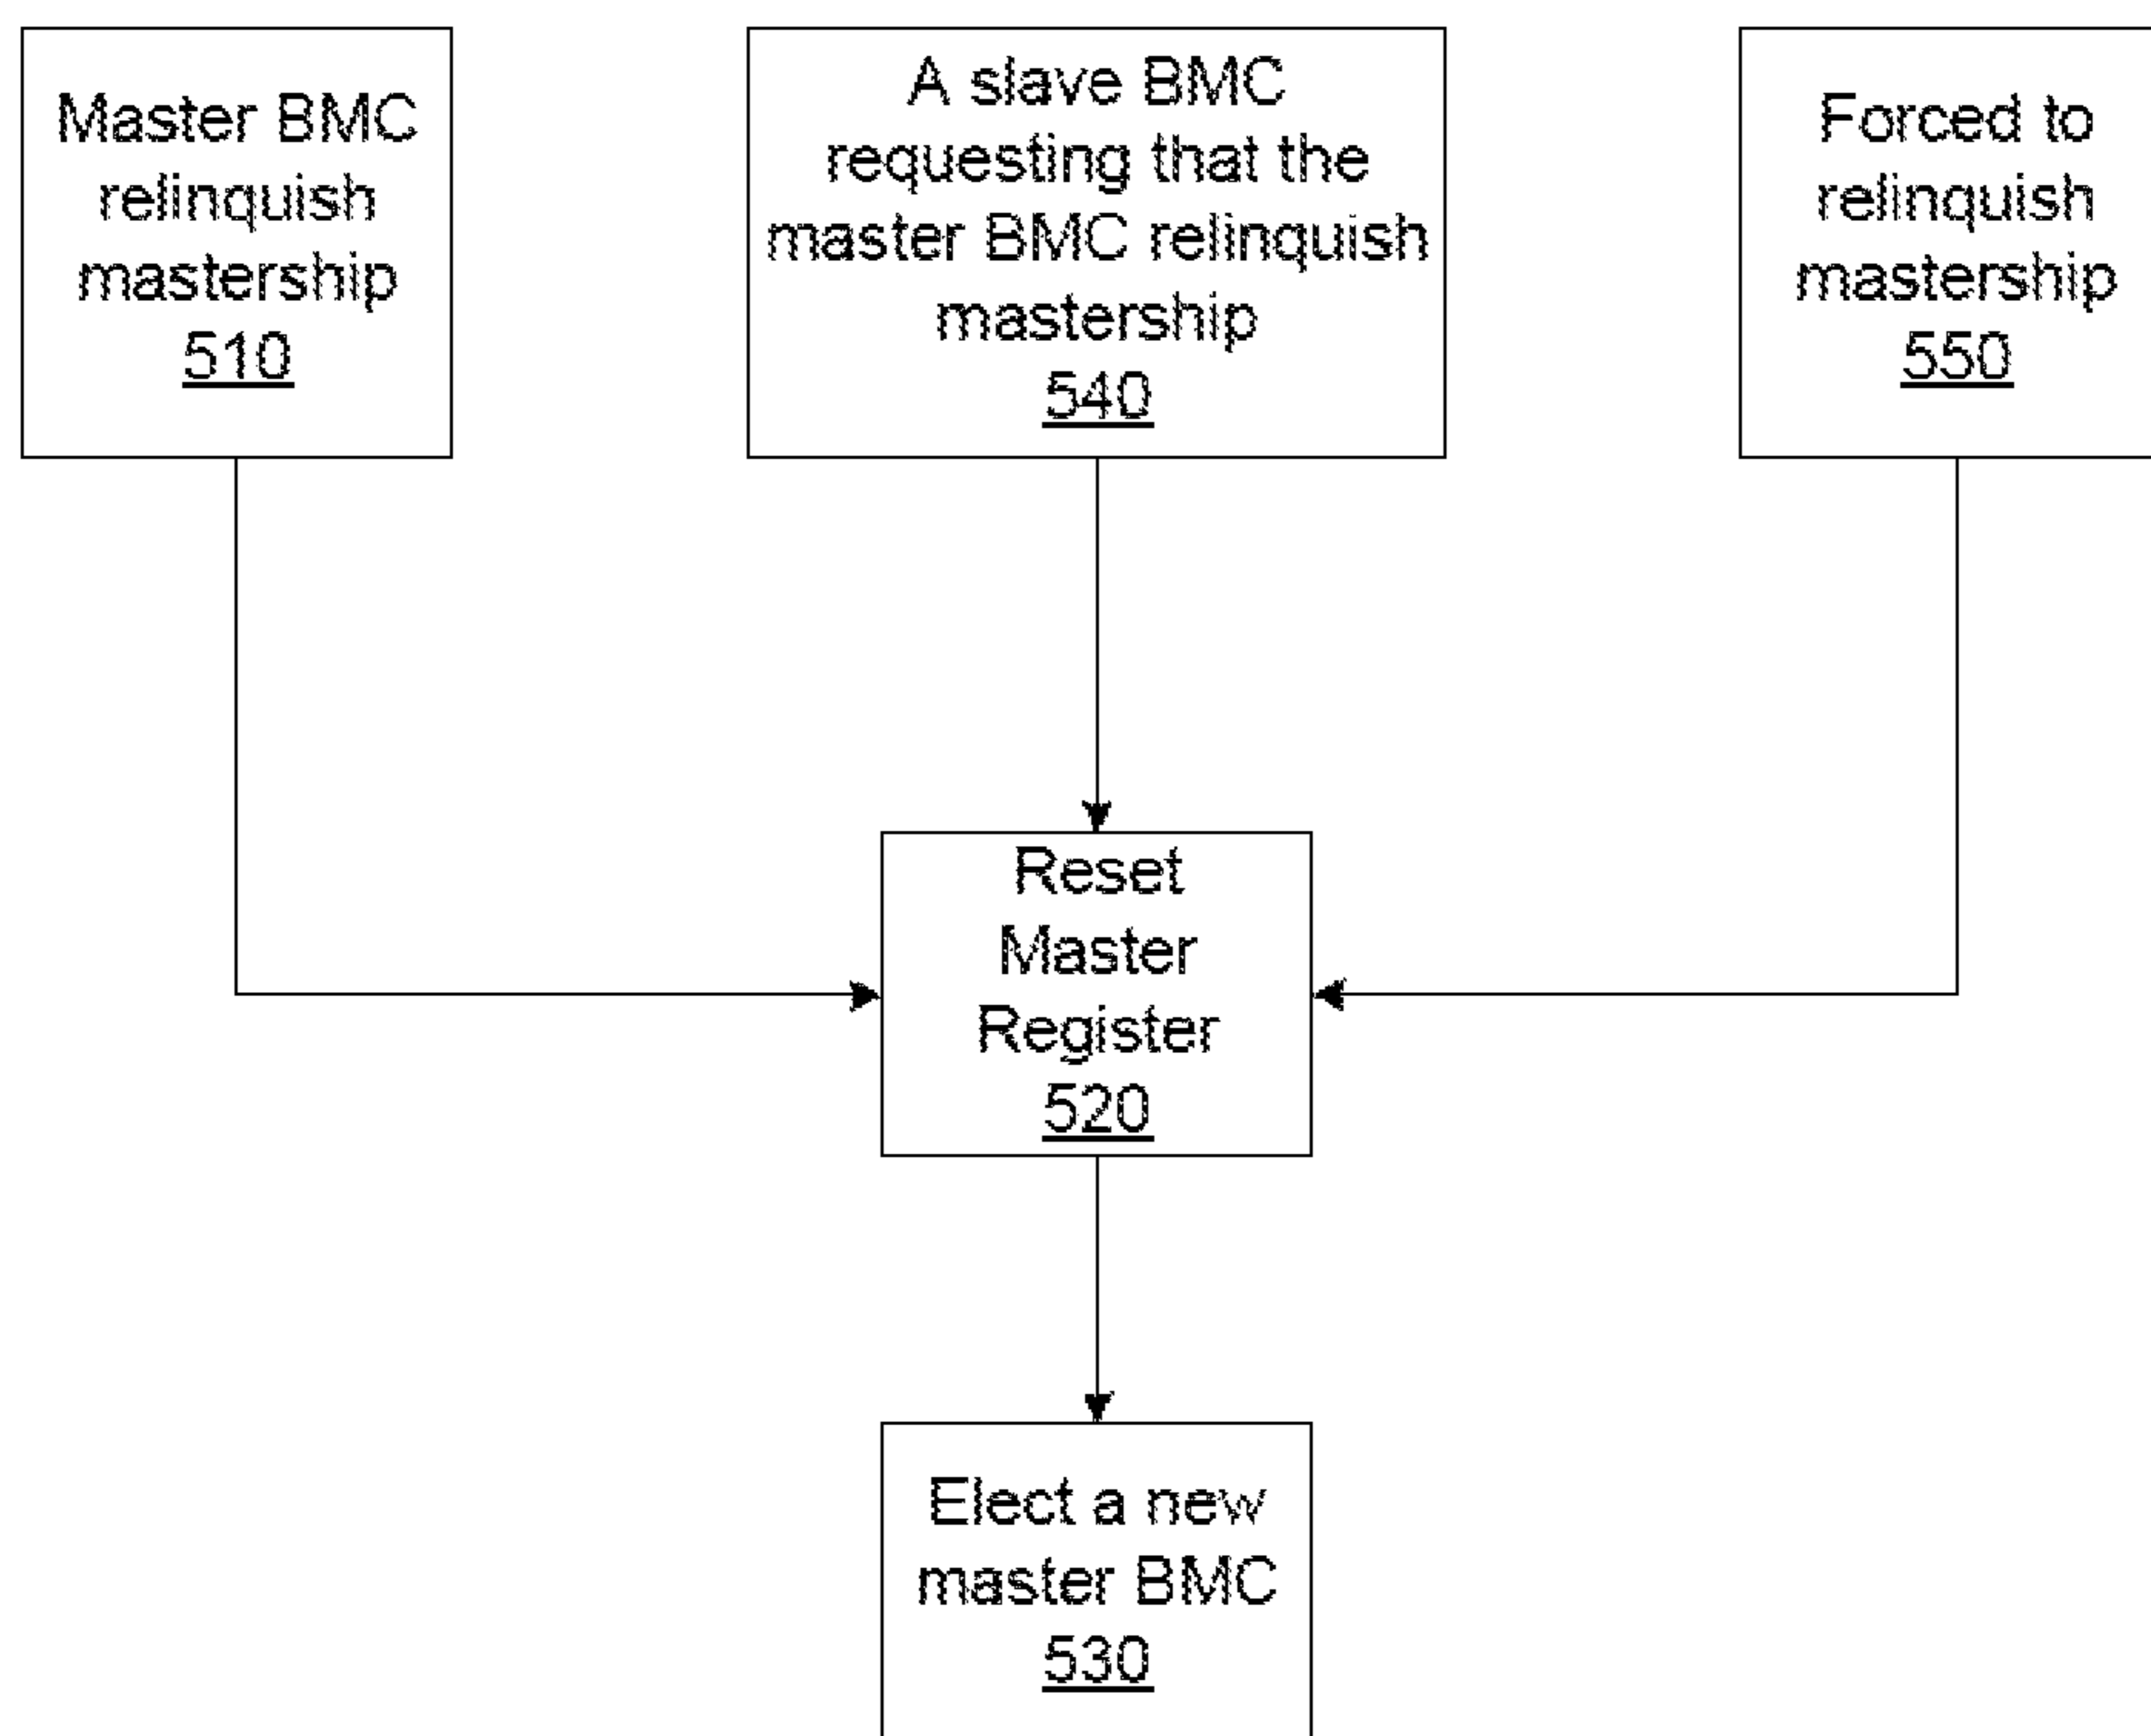 Master BMC
relinquish
mastership
510
A slave BMC
requesting that the
master BMC relinquish
mastership
540
Forced to
relinquish
mastership
550
Reset
Master
Register
520
Elect a new
master BMC
530